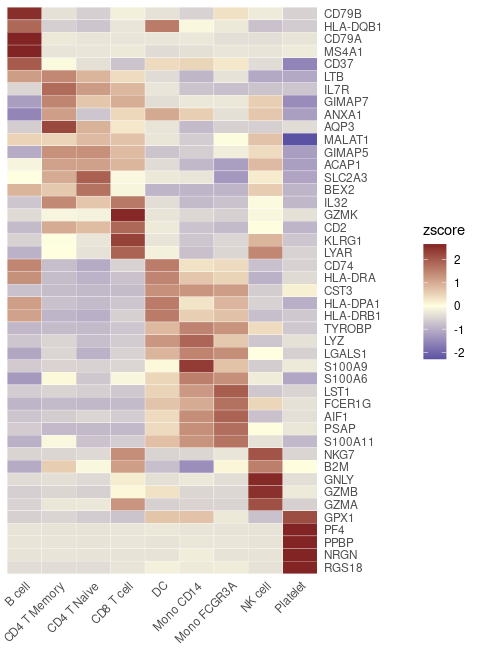 CD79B
HLA-DQB1
CD79A
MS4A1
CD37
LTB
IL7R
GIMAP7
ANXA1
AQP3
MALAT1
GIMAP5
ACAP1
SLC2A3
BEX2
IL32
GZMK
CD2
KLRG1
LYAR
CD74
HLA-DRA
CST3
HLA-DPA1
HLA-DRB1
TYROBP
LYZ
LGALS1
S100A9
S100A6
LST1
FCER1G
AIF1
PSAP
S100A11
NKG7
B2M
GNLY
GZMB
GZMA
GPX1
PF4
PPBP
NRGN
RGS18
zscore
2
1
0
-1
-2
B cell
CD4 T Memory
CD4 T Naive
CD8 T cell
DC
Mono CD14
Mono FCGR3A
NK cell
Platelet